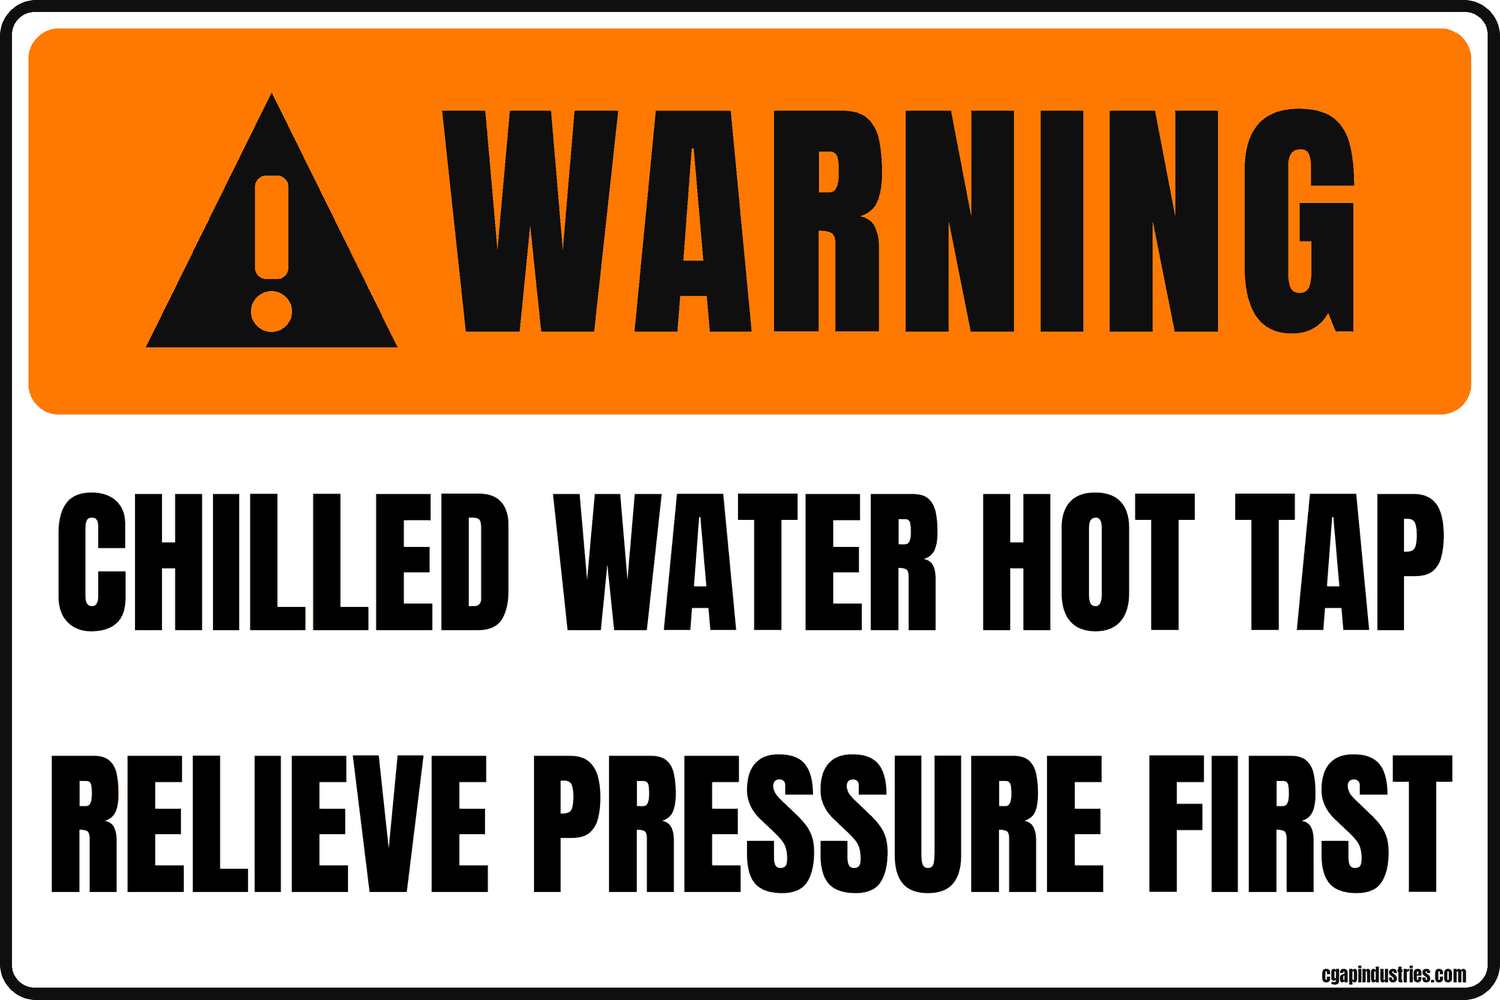 WARNING
CHILLED WATER HOT TAP
RELIEVE PRESSURE FIRST
cgapindustries.com